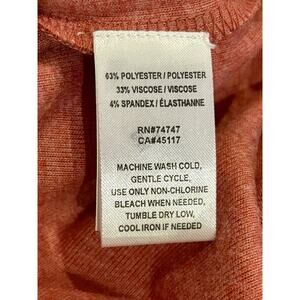 63% POLYESTER / POLYESTER
33% VISCOSE / VISCOSE
4% SPANDEX / ÉLASTHANNE
RN#74747
CA#45117
MACHINE WASH COLD,
GENTLE CYCLE,
USE ONLY NON-CHLORINE
BLEACH WHEN NEEDED,
TUMBLE DRY LOW,
COOL IRON IF NEEDED